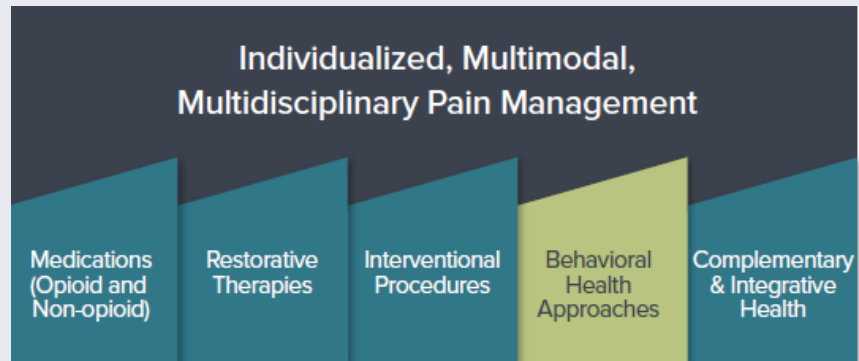 Individualized, Multimodal,
Multidisciplinary Pain Management
Medications
(Opioid and
Non-opioid)
Restorative
Therapies
Interventional
Procedures
Behavioral
Health
Approaches
Complementary
& Integrative
Health